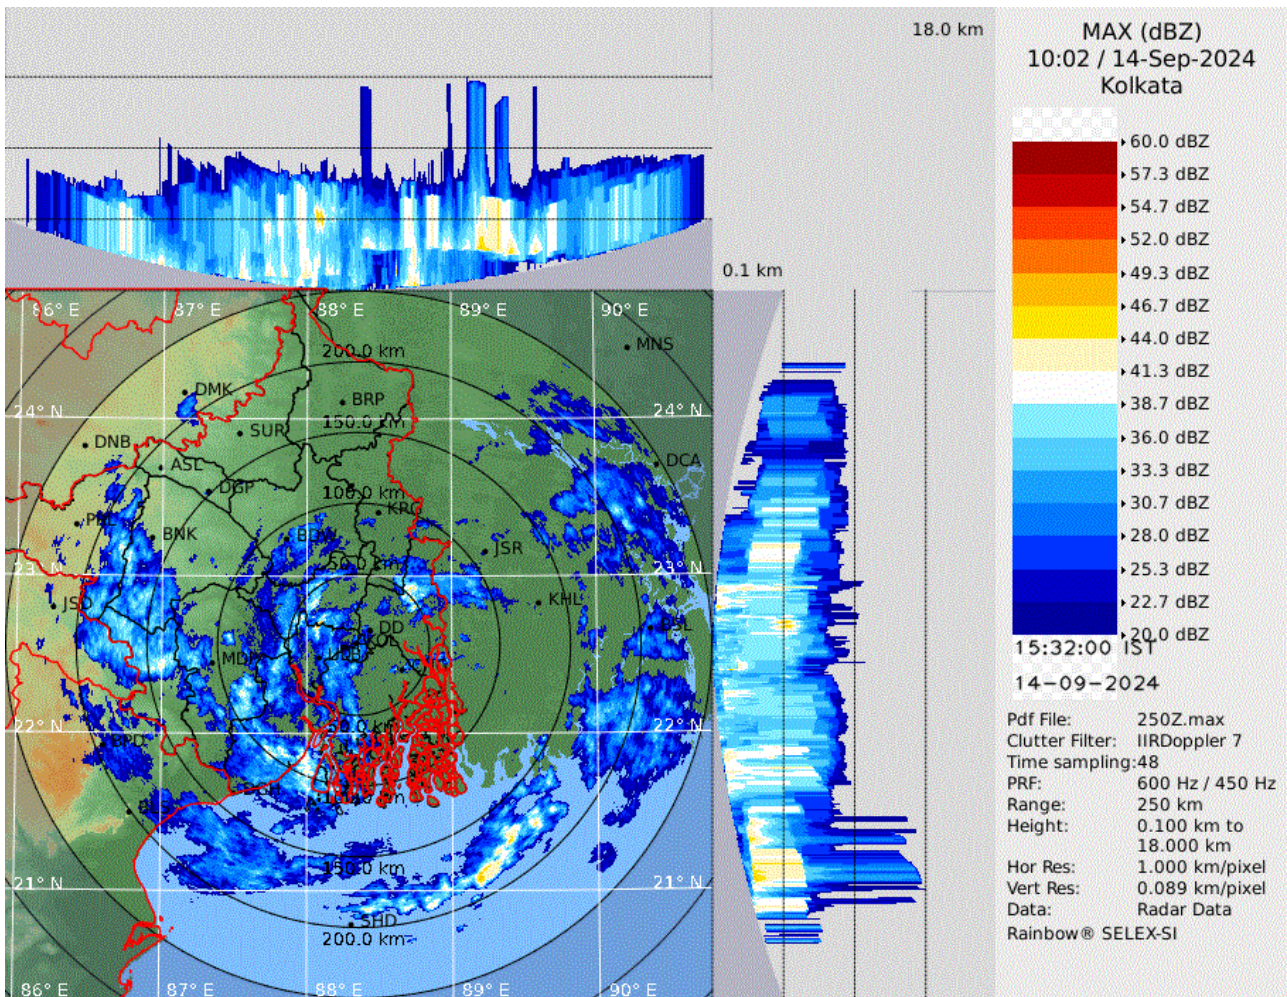 18.0 km
0.1 km
MAX (dBZ)
10:02 / 14-Sep-2024
Kolkata
60.0 dBZ
57.3 dBZ
54.7 dBZ
52.0 dBZ
49.3 dBZ
46.7 dBZ
44.0 dBZ
41.3 dBZ
38.7 dBZ
36.0 dBZ
33.3 dBZ
30.7 dBZ
28.0 dBZ
25.3 dBZ
22.7 dBZ
20.0 dBZ
15:32:00 IST
14-09-2024
Pdf File: 250Z.max
Clutter Filter: IIRDoppler 7
Time sampling:48
PRF: 600 Hz / 450 Hz
Range: 250 km
Height: 0.100 km to
18.000 km
Hor Res: 1.000 km/pixel
Vert Res: 0.089 km/pixel
Data: Radar Data
Rainbow® SELEX-SI
86° E 87° E 88° E 89° E 90° E
MNS
200.0 km
DMK
BRP
24° N 24° N
150.0 km
SUR
DNB
ASL
DCA
DGP
100.0 km
KRG
BNK
BDW
JSR
50.0 km
23° N 23° N
JSD
KHL
DD
BSL
MDP
22° N 22° N
50.0 km
BPD
150.0 km
21° N 21° N
SHD
200.0 km
86° E 87° E 88° E 89° E 90° E